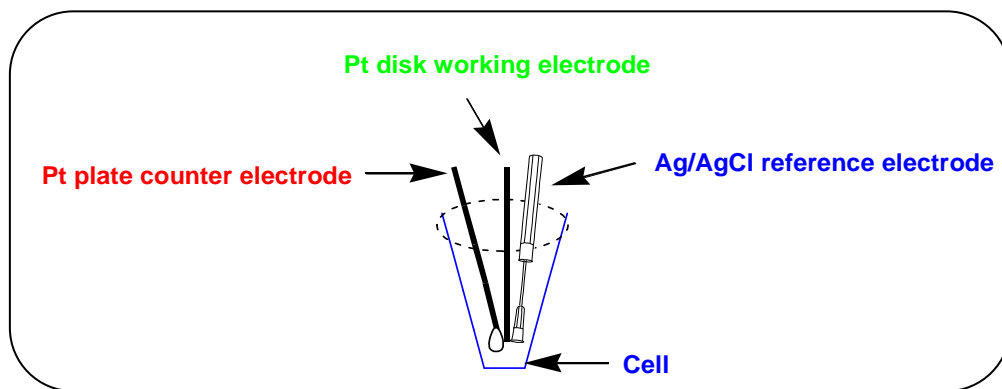 Pt disk working electrode
Ag/AgCl reference electrode
Pt plate counter electrode
Cell